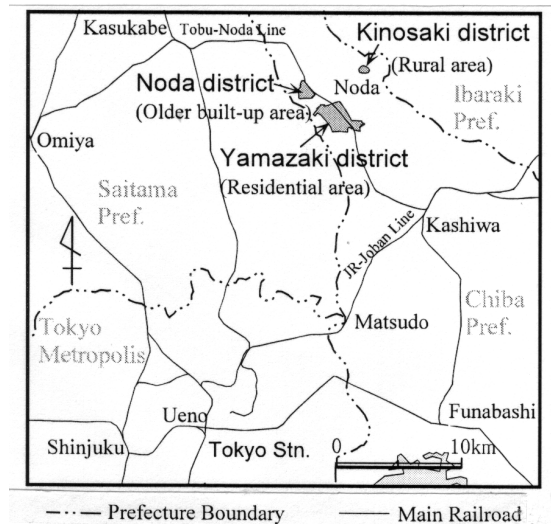 Kasukabe
Tobu-Noda Line
Kinosaki district
(Rural area)
Noda district
Noda
(Older built-up area)
Ibaraki
Pref.
Omiya
Yamazaki district
(Residential area)
Saitama
Pref.
Kashiwa
JR-Joban Line
Chiba
Pref.
Tokyo
Metropolis
Matsudo
Ueno
Funabashi
Shinjuku
Tokyo Stn.
0 10km
Prefecture Boundary Main Railroad